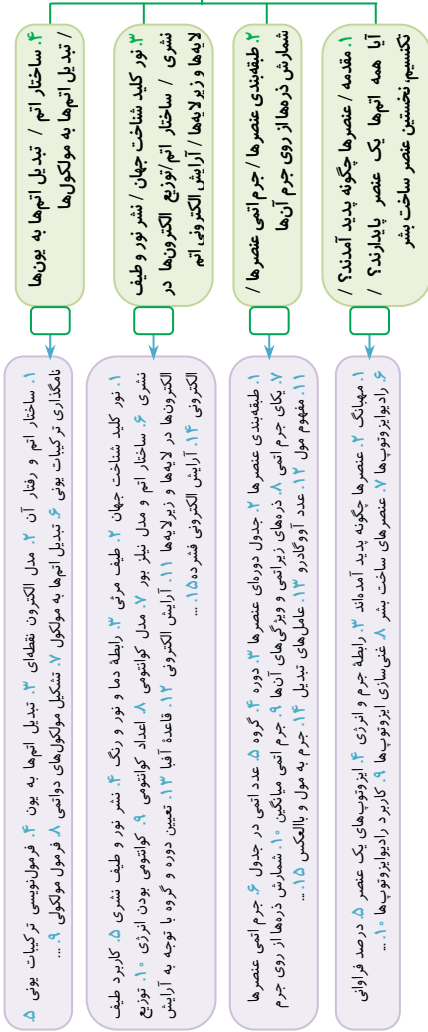 ۱. مقدمه / عنصرها چگونه پدید آمدند؟ /
آیا همه اتم‌ها یک عنصر پایدارند؟ /
تکنسیم، نخستین عنصر ساخت بشر
۱. مهبانگ ۲. عنصرها چگونه پدید آمده‌اند ۳. رابطهٔ جرم و انرژی ۴. ایزوتوپ‌های یک عنصر ۵. درصد فراوانی
۶. رادیوایزوتوپ‌ها ۷. عنصرهای ساخت بشر ۸. غنی‌سازی ایزوتوپ‌ها ۹. کاربرد رادیوایزوتوپ‌ها ۱۰. ...
۲. طبقه‌بندی عنصرها / جرم اتمی عنصرها /
شمارش ذره‌ها از روی جرم آن‌ها
۱. طبقه‌بندی عنصرها ۲. جدول دوره‌ای عنصرها ۳. دوره ۴. گروه ۵. عدد اتمی در جدول ۶. جرم اتمی عنصرها
۷. یکای جرم اتمی ۸. ذره‌های زیراتمی و ویژگی‌های آن‌ها ۹. جرم اتمی میانگین ۱۰. شمارش ذره‌ها از روی جرم
۱۱. مفهوم مول ۱۲. عدد آووگادرو ۱۳. عامل‌های تبدیل ۱۴. جرم به مول و بالعکس ۱۵. ...
۳. نور کلید شناخت جهان / نشر نور و طیف
نشری / ساختار اتم/توزیع الکترون‌ها در
لایه‌ها و زیرلایه‌ها / آرایش الکترونی اتم
۱. نور کلید شناخت جهان ۲. طیف مرئی ۳. رابطهٔ دما و نور و رنگ ۴. نشر نور و طیف نشری ۵. کاربرد طیف
نشری ۶. ساختار اتم و مدل نیلز بور ۷. مدل کوانتومی ۸. اعداد کوانتومی ۹. کوانتومی بودن انرژی ۱۰. توزیع
الکترون‌ها در لایه‌ها و زیرلایه‌ها ۱۱. آرایش الکترونی ۱۲. قاعدهٔ آفبا ۱۳. تعیین دوره و گروه با توجه به آرایش
الکترونی ۱۴. آرایش الکترونی فشرده ۱۵. ...
۴. ساختار اتم / تبدیل اتم‌ها به یون‌ها
/ تبدیل اتم‌ها به مولکول‌ها
۱. ساختار اتم و رفتار آن ۲. مدل الکترون نقطه‌ای ۳. تبدیل اتم‌ها به یون ۴. فرمول‌نویسی ترکیبات یونی ۵.
نامگذاری ترکیبات یونی ۶. تبدیل اتم‌ها به مولکول ۷. تشکیل مولکول‌های دواتمی ۸. فرمول مولکولی ۹. ...